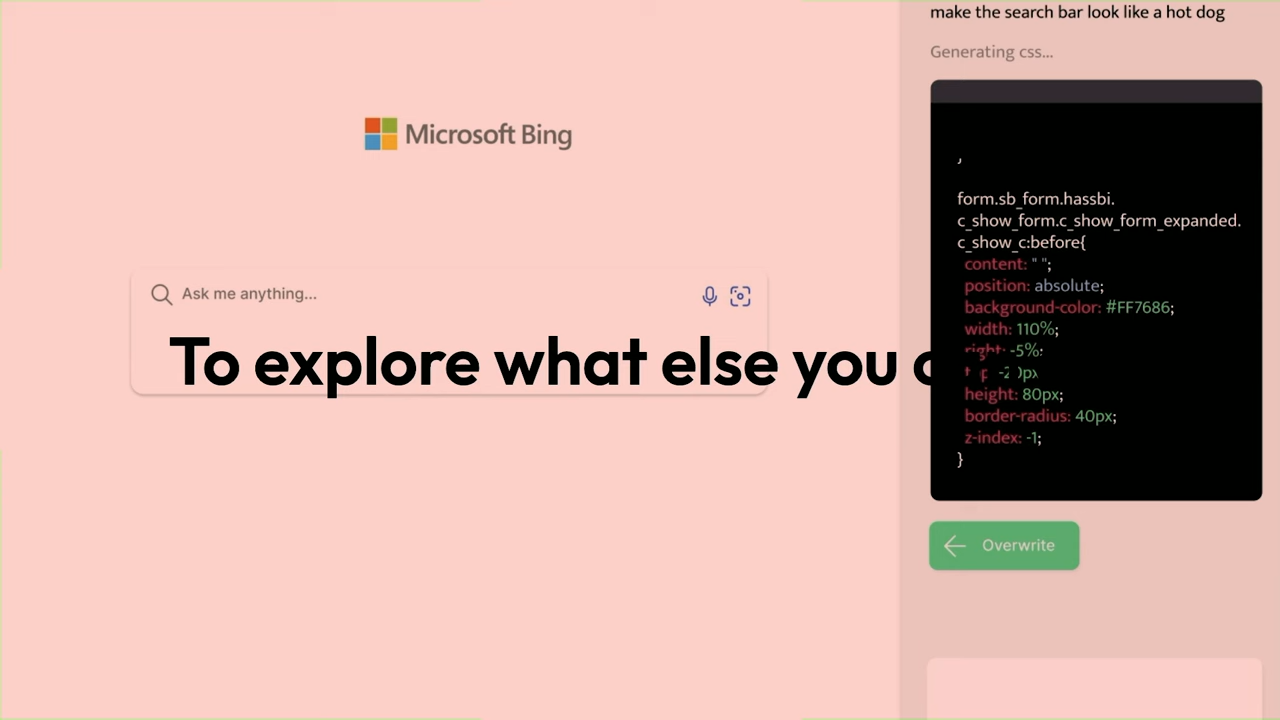 make the search bar look like a hot dog
Generating css...
Microsoft Bing
Ask me anything...
To explore what else you
form.sb_form.hassbi.
c_show_form.c_show_form_expanded.
c_show_c:before{
content: " ";
position: absolute;
background-color: #FF7686;
width: 110%;
right: -5%;
height: 80px;
border-radius: 40px;
z-index: -1;
}
Overwrite